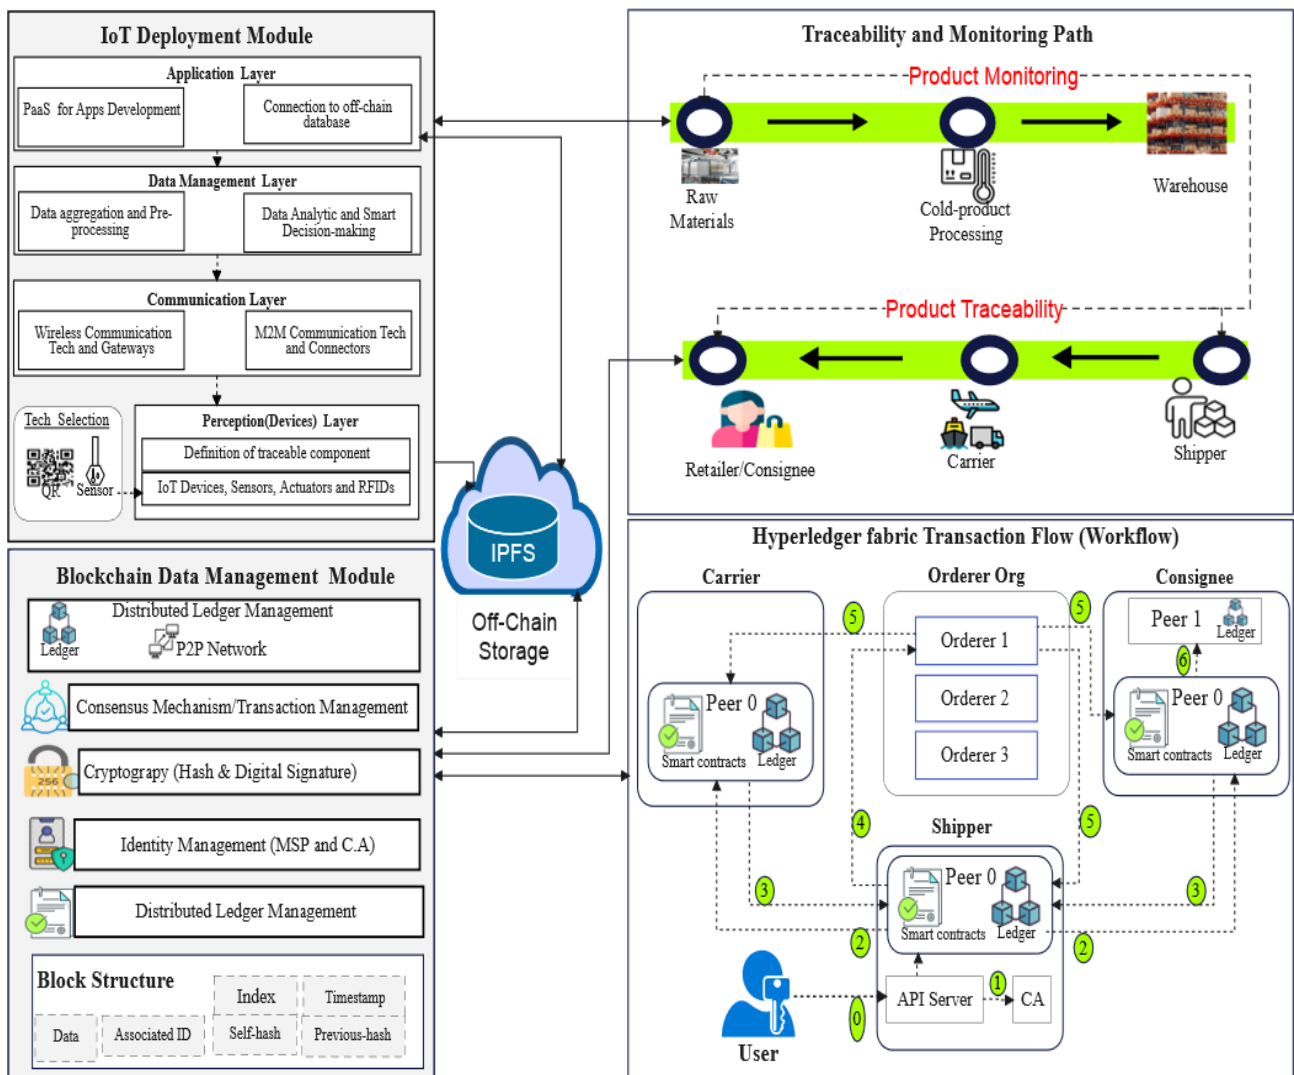 IoT Deployment Module
Application Layer
PaaS for Apps Development
Connection to off-chain
database
Data Management Layer
Data aggregation and Pre-
processing
Data Analytic and Smart
Decision-making
Communication Layer
Wireless Communication
Tech and Gateways
M2M Communication Tech
and Connectors
Tech Selection
QR
Sensor
Perception(Devices) Layer
Definition of traceable component
IoT Devices, Sensors, Actuators and RFIDs
IPFS
Off-Chain
Storage
Blockchain Data Management Module
Distributed Ledger Management
Ledger
P2P Network
Consensus Mechanism/Transaction Management
256
Cryptograpy (Hash & Digital Signature)
Identity Management (MSP and C.A)
Distributed Ledger Management
Block Structure
Index
Timestamp
Data
Associated ID
Self-hash
Previous-hash
Traceability and Monitoring Path
Product Monitoring
Raw
Materials
Cold-product
Processing
Warehouse
Product Traceability
Retailer/Consignee
Carrier
Shipper
Hyperledger fabric Transaction Flow (Workflow)
Carrier
Orderer Org
Consignee
5
Orderer 1
5
Peer 1
Ledger
6
Peer 0
Smart contracts
Ledger
Orderer 2
Orderer 3
Peer 0
Smart contracts
Ledger
4
Shipper
5
3
Peer 0
Smart contracts
Ledger
3
2
2
User
0
API Server
1
CA